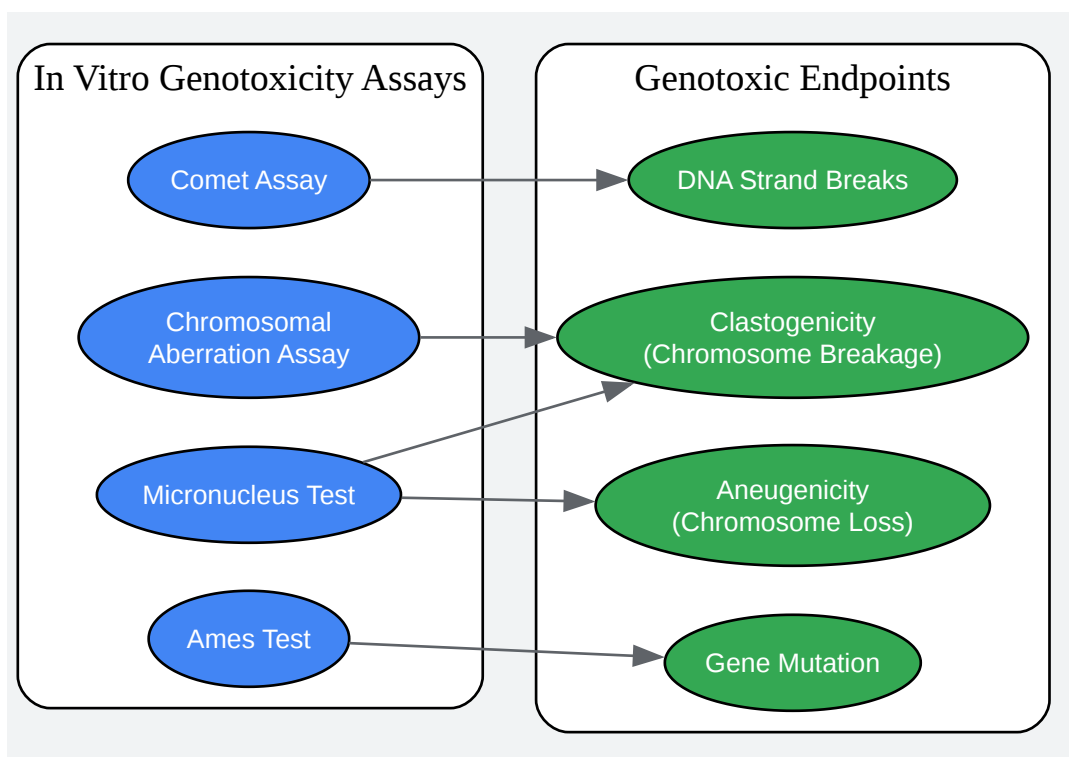 In Vitro Genotoxicity Assays
Comet Assay
Chromosomal
Aberration Assay
Micronucleus Test
Ames Test
Genotoxic Endpoints
DNA Strand Breaks
Clastogenicity
(Chromosome Breakage)
Aneugenicity
(Chromosome Loss)
Gene Mutation